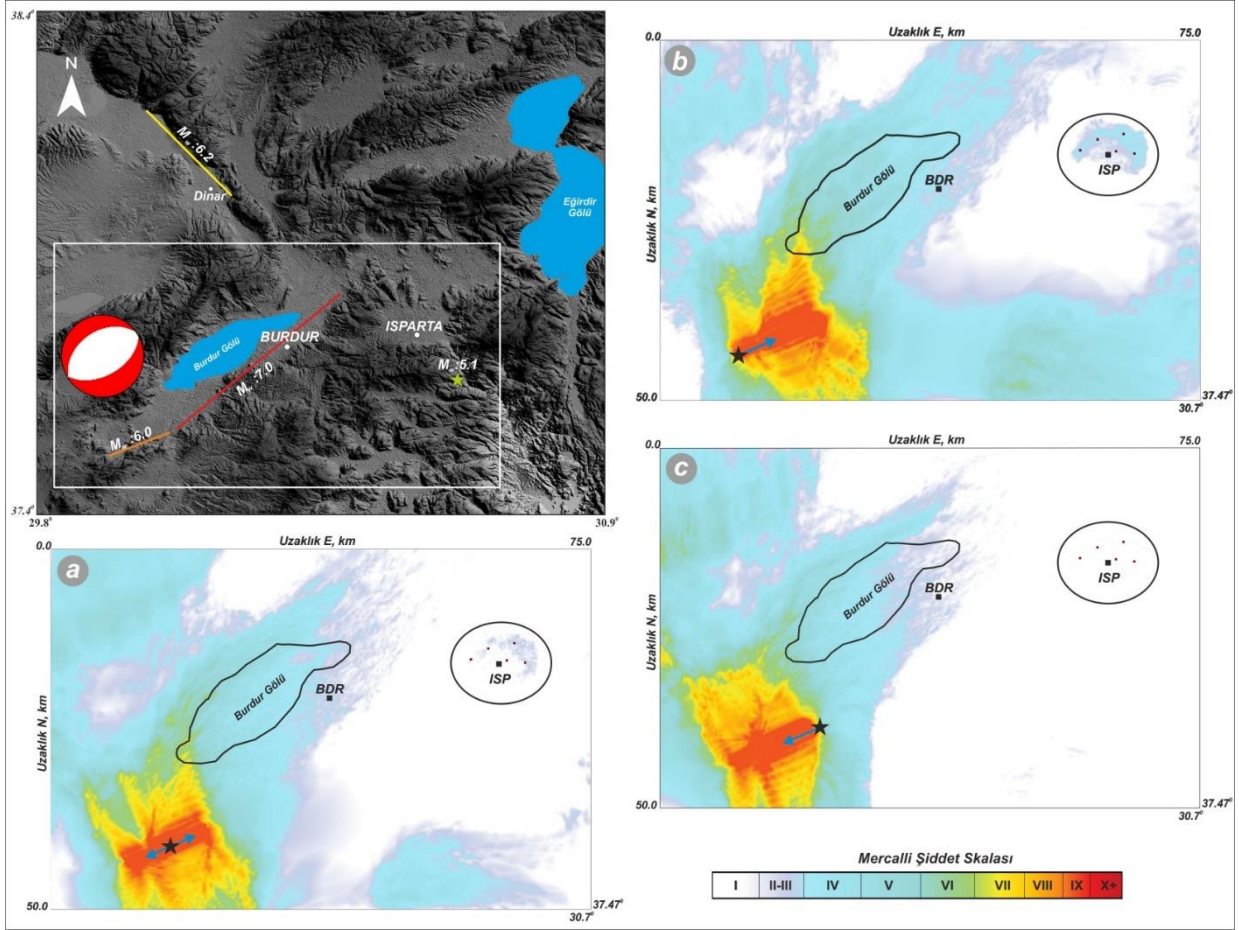 38.4°
N
M w :6.2
Dinar
Eğirdir
Gölü
BURDUR
ISPARTA
Burdur Gölü
M w :7.0
M w :5.1
M w :6.0
37.4°
29.8°
30.9°
a
0.0
Uzaklık E, km
75.0
Uzaklık N, km
Burdur Gölü
BDR
ISP
50.0
37.47°
30.7°
b
0.0
Uzaklık E, km
75.0
Uzaklık N, km
Burdur Gölü
BDR
ISP
50.0
37.47°
30.7°
c
0.0
Uzaklık E, km
75.0
Uzaklık N, km
Burdur Gölü
BDR
ISP
50.0
37.47°
30.7°
Mercalli Şiddet Skalası
I II-III IV V VI VII VIII IX X+